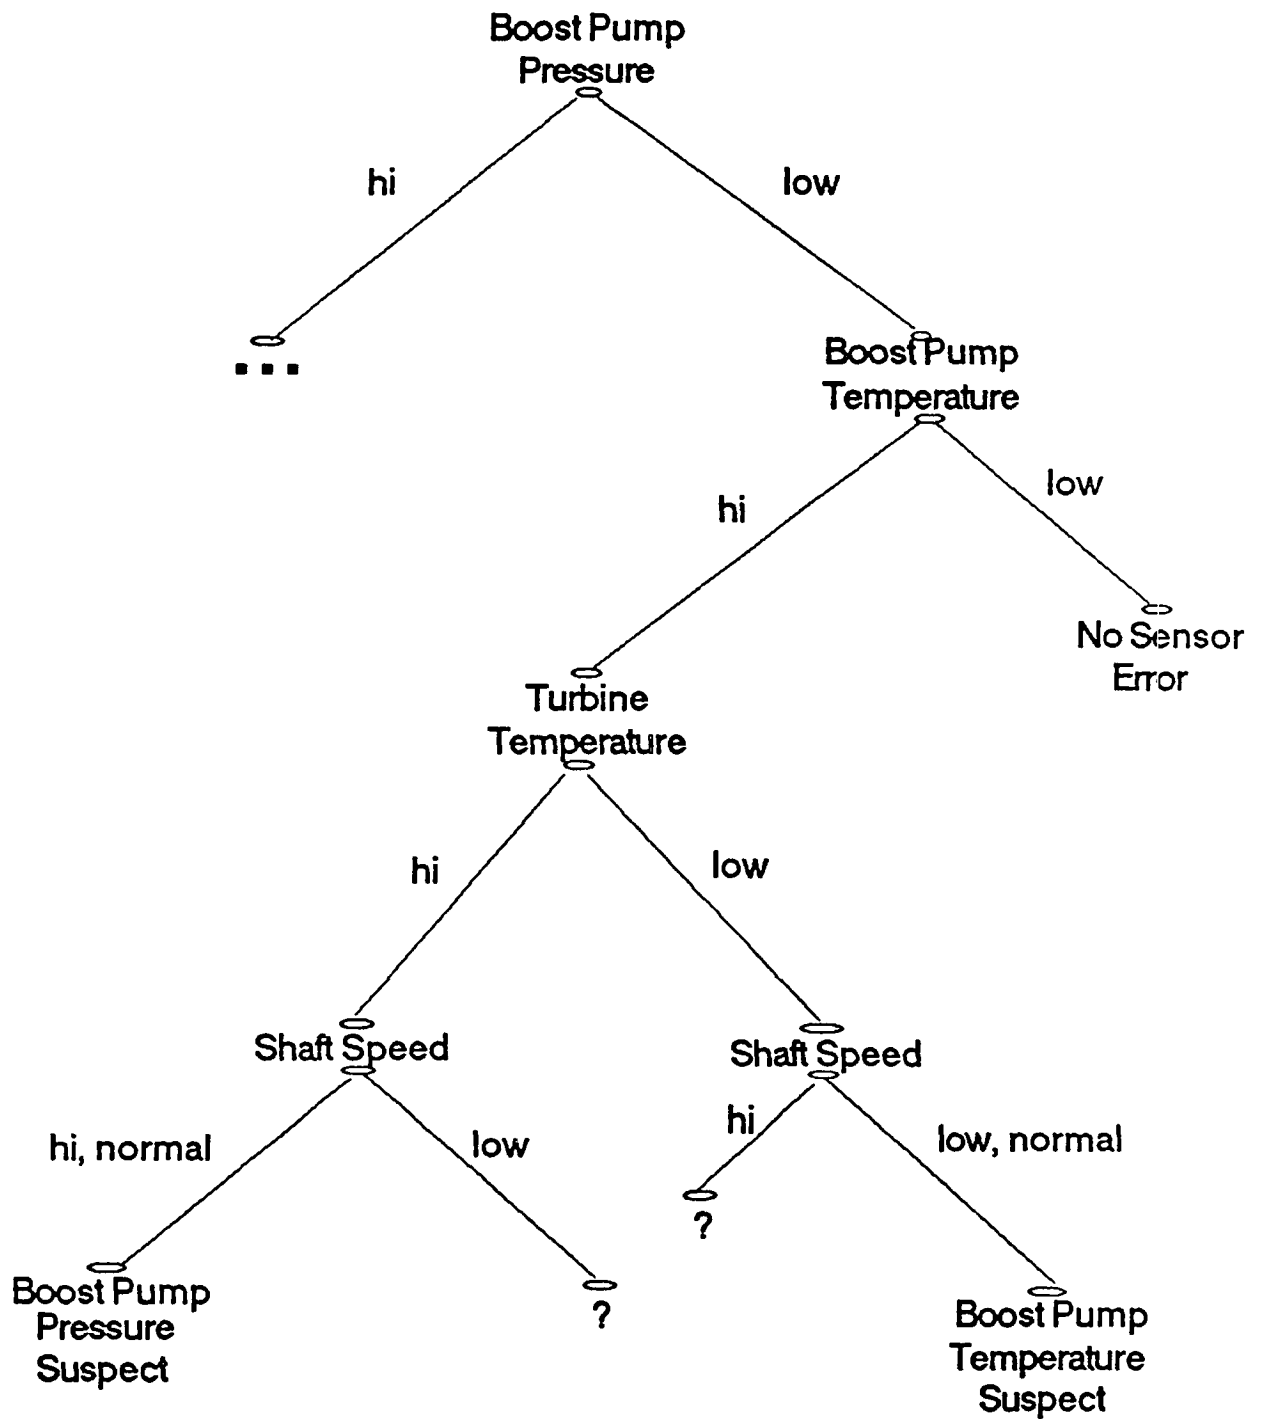 Boost Pump
Pressure
hi
low
...
Boost Pump
Temperature
hi
low
No Sensor
Error
Turbine
Temperature
hi
low
Shaft Speed
Shaft Speed
hi, normal
low
hi
low, normal
?
Boost Pump
Pressure
Suspect
?
Boost Pump
Temperature
Suspect